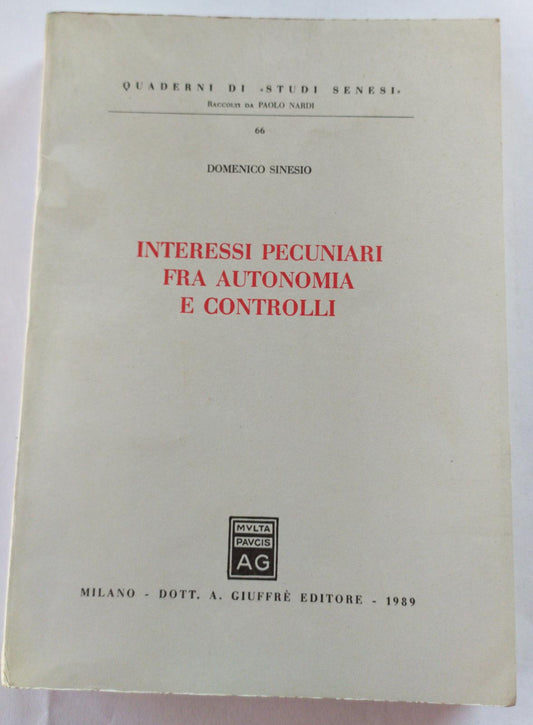 QUADERNI DI «STUDI SENESI»
RACCOLTI DA PAOLO NARDI
66
DOMENICO SINESIO
INTERESSI PECUNIARI
FRA AUTONOMIA
E CONTROLLI
MVLTA
PAVCIS
AG
MILANO - DOTT. A. GIUFFRÈ EDITORE - 1989